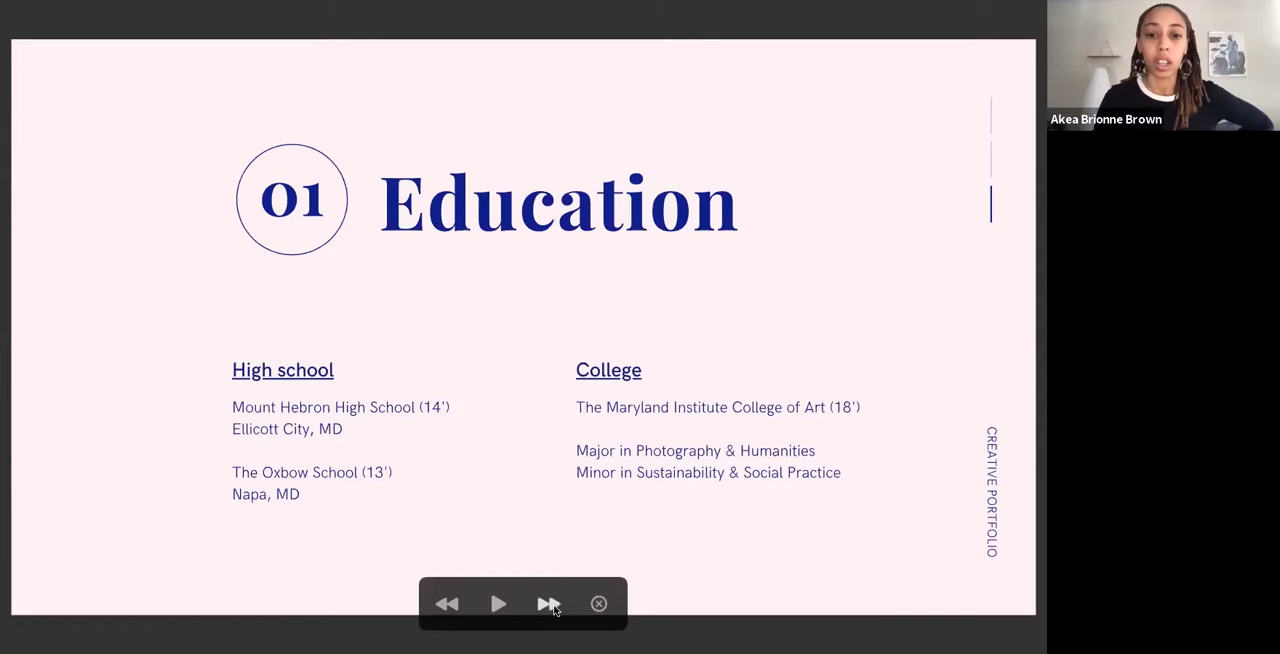 01 Education
High school
Mount Hebron High School (14')
Ellicott City, MD
The Oxbow School (13')
Napa, MD
College
The Maryland Institute College of Art (18')
Major in Photography & Humanities
Minor in Sustainability & Social Practice
CREATIVE PORTFOLIO
Akea Brionne Brown